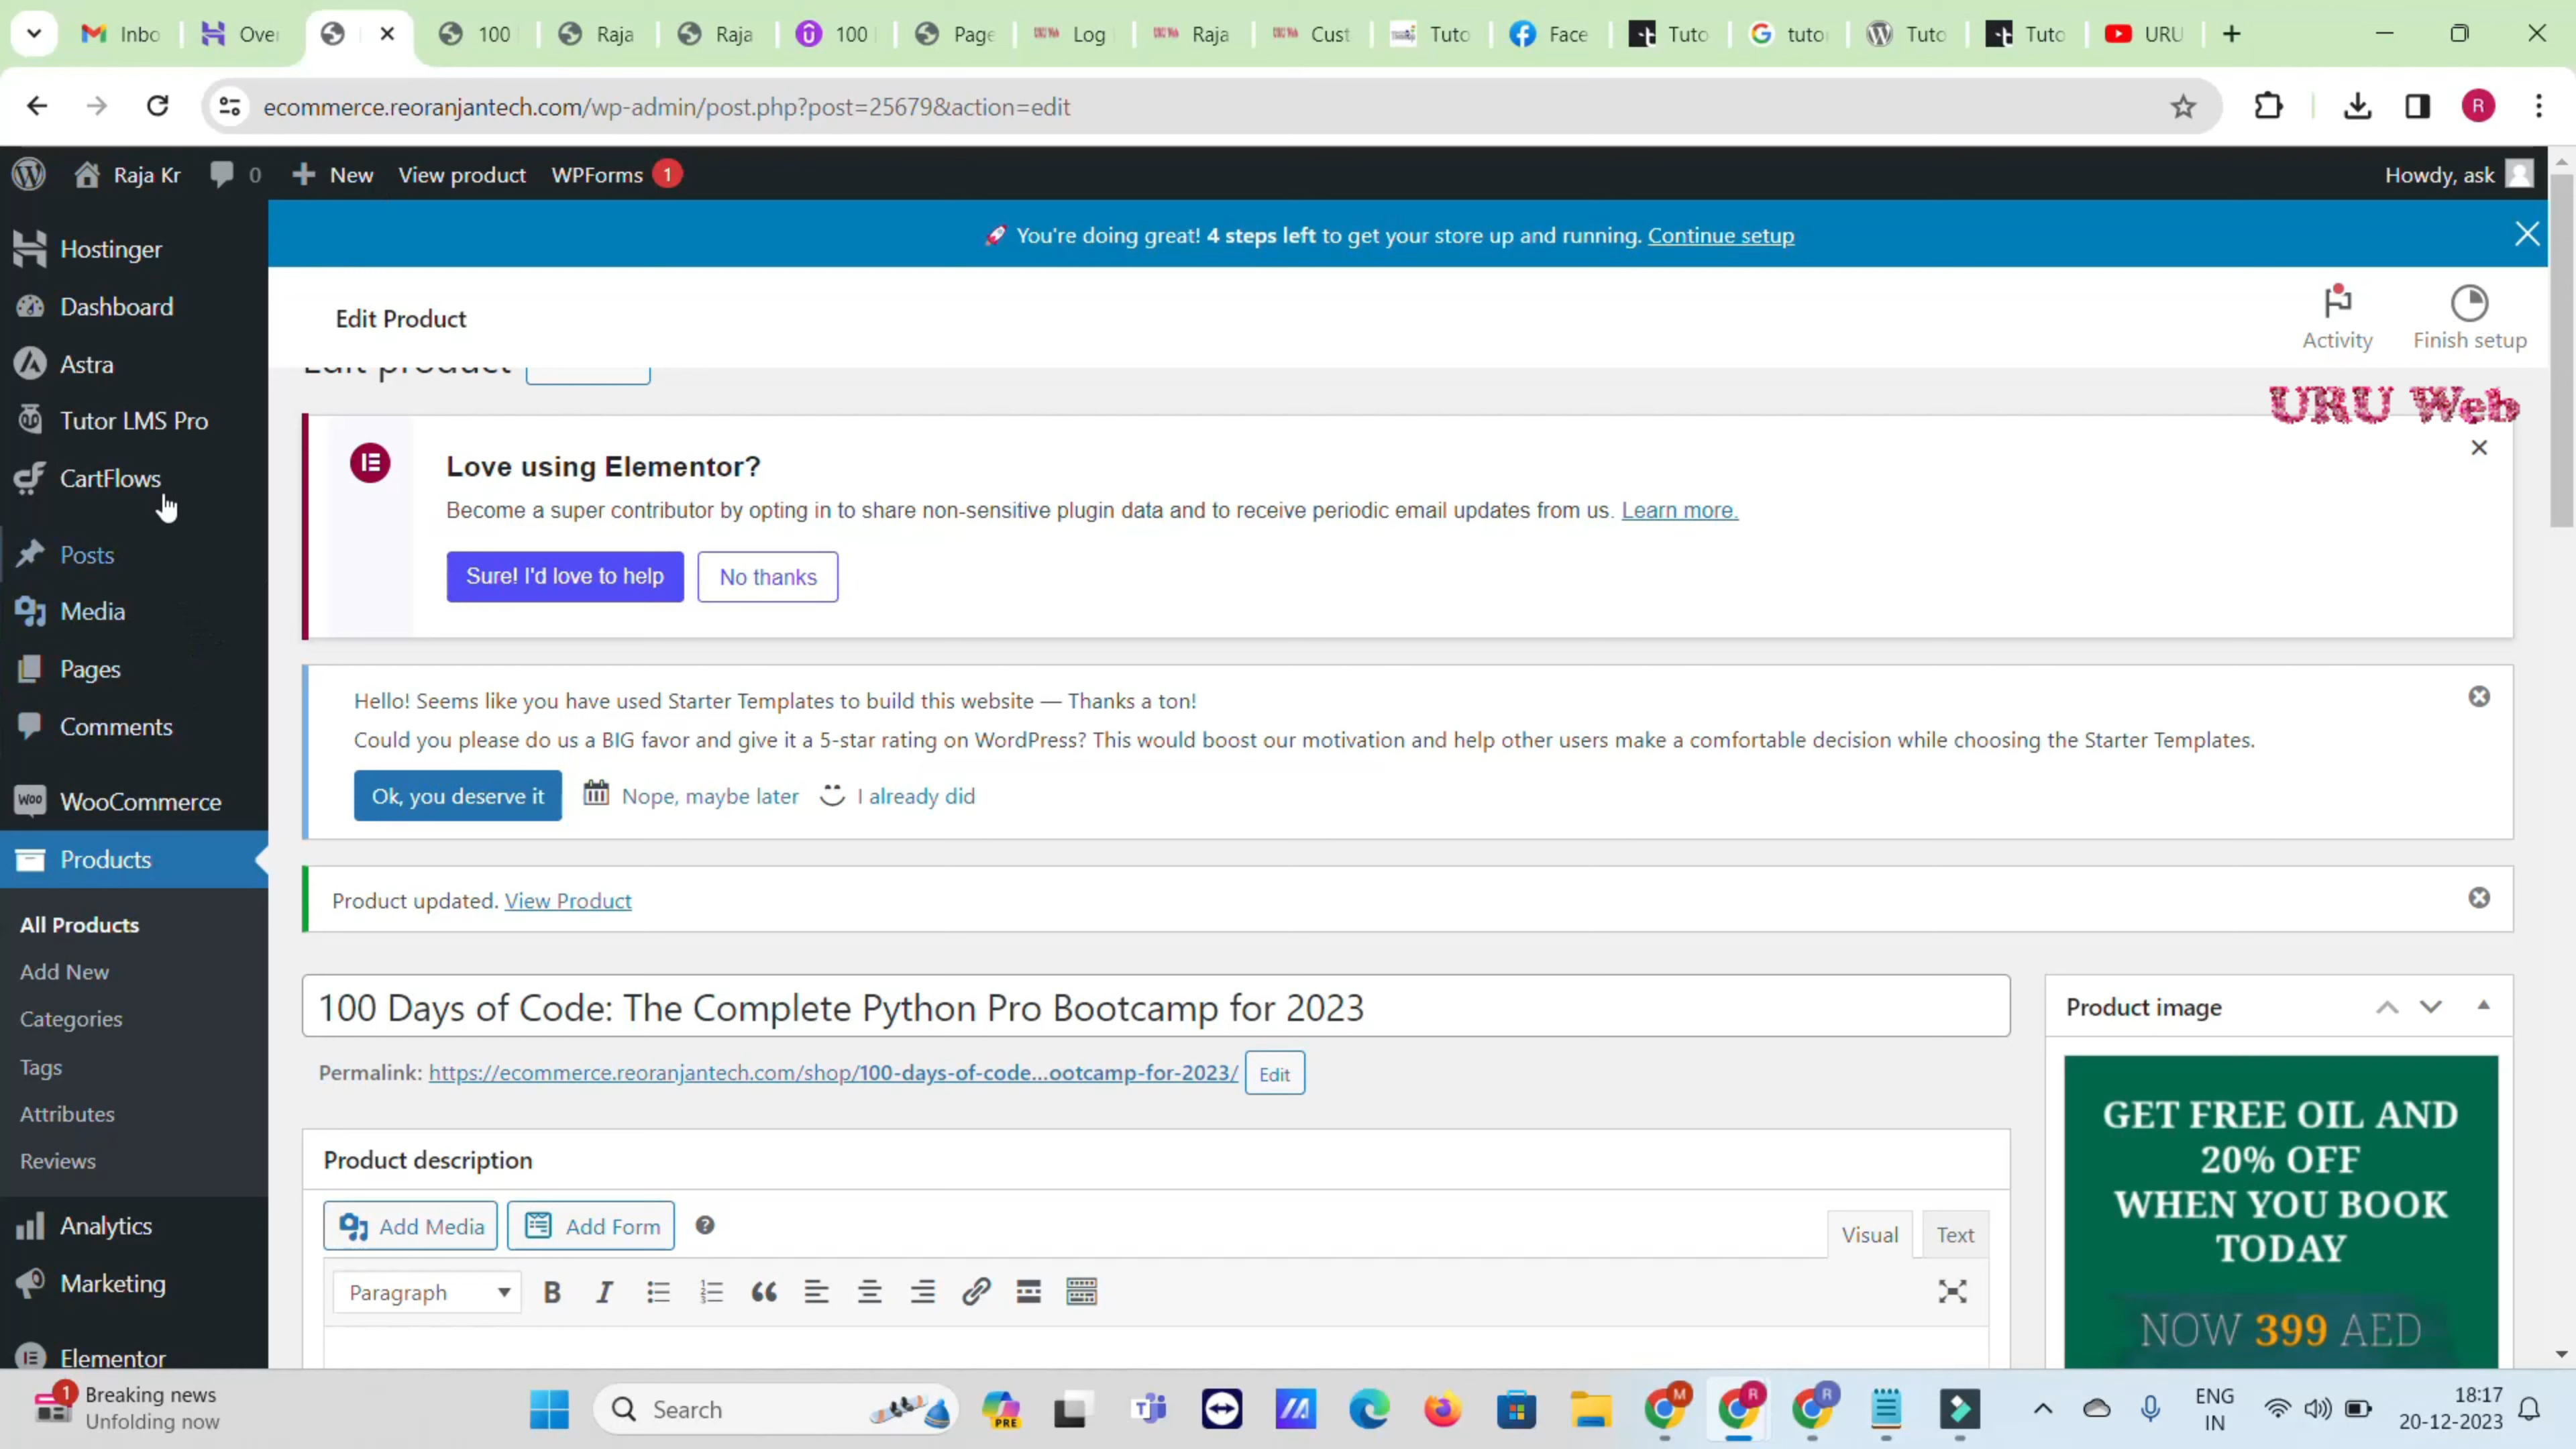 Inbo
Over
100
Raja
Raja
100
Page
Log
Raja
Cust
Tuto
Face
Tuto
tutor
Tuto
Tuto
URU
ecommerce.reoranjantech.com/wp-admin/post.php?post=25679&action=edit
R
Raja Kr
0
New
View product
WPForms 1
Howdy, ask
Hostinger
Dashboard
Astra
Tutor LMS Pro
CartFlows
Posts
Media
Pages
Comments
WooCommerce
Products
All Products
Add New
Categories
Tags
Attributes
Reviews
Analytics
Marketing
Elementor
You're doing great! 4 steps left to get your store up and running. Continue setup
Edit Product
Activity
Finish setup
Edit product
URU Web
Love using Elementor?
Become a super contributor by opting in to share non-sensitive plugin data and to receive periodic email updates from us. Learn more.
Sure! I'd love to help
No thanks
Hello! Seems like you have used Starter Templates to build this website — Thanks a ton!
Could you please do us a BIG favor and give it a 5-star rating on WordPress? This would boost our motivation and help other users make a comfortable decision while choosing the Starter Templates.
Ok, you deserve it
Nope, maybe later
I already did
Product updated. View Product
100 Days of Code: The Complete Python Pro Bootcamp for 2023
Permalink: https://ecommerce.reoranjantech.com/shop/100-days-of-code...ootcamp-for-2023/ Edit
Product description
Add Media
Add Form
Visual
Text
Paragraph
Product image
GET FREE OIL AND
20% OFF
WHEN YOU BOOK
TODAY
NOW 399 AED
1
Breaking news
Unfolding now
Search
PRE
M
R
R
ENG
IN
18:17
20-12-2023